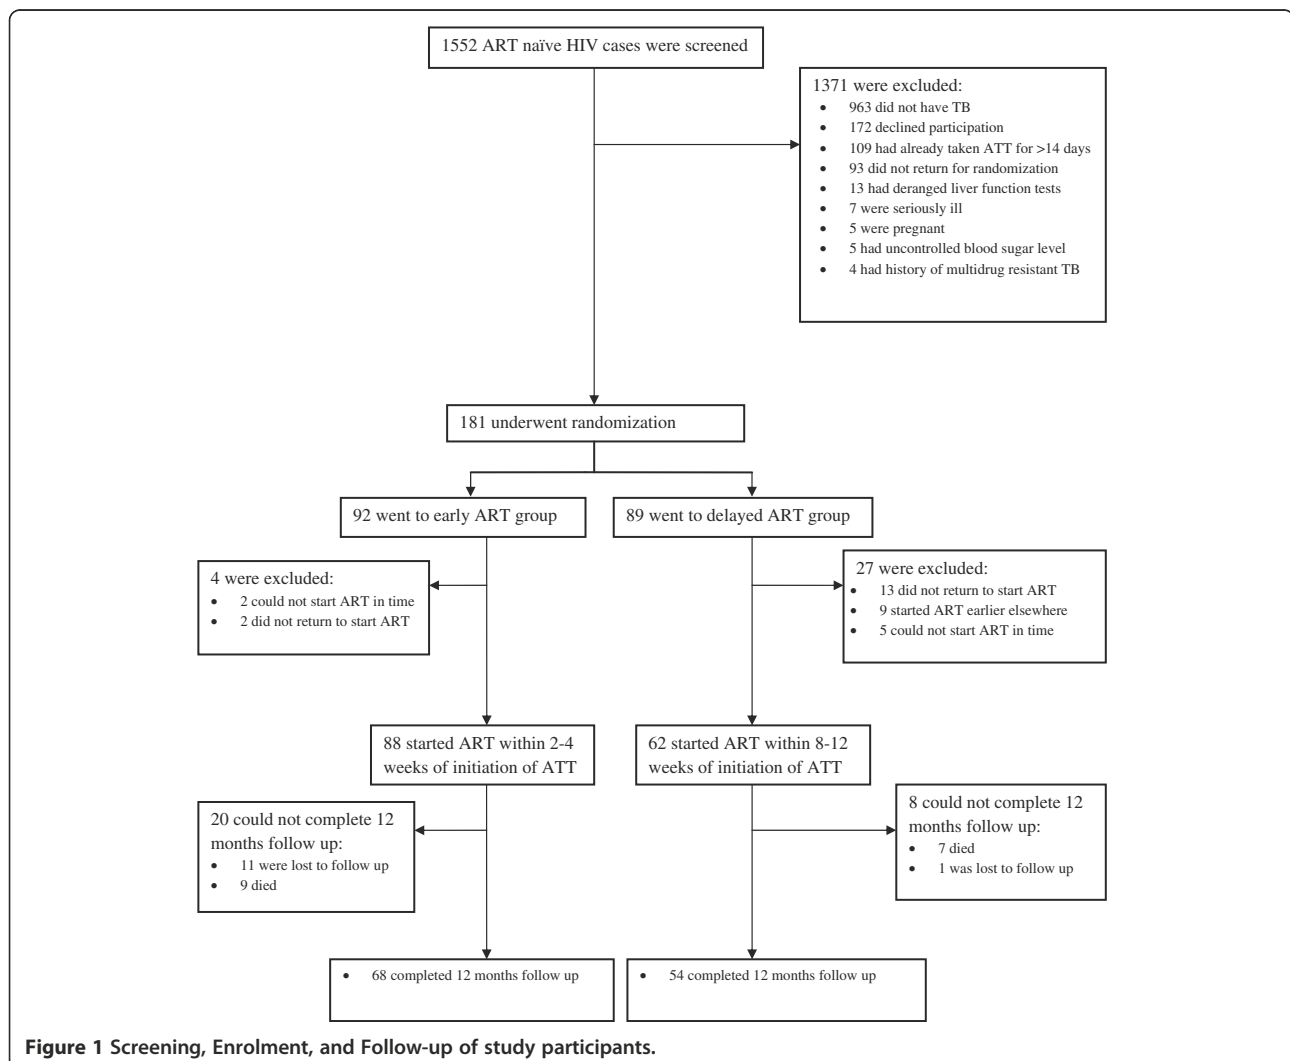 1552 ART naïve HIV cases were screened
1371 were excluded:
• 963 did not have TB
• 172 declined participation
• 109 had already taken ATT for >14 days
• 93 did not return for randomization
• 13 had deranged liver function tests
• 7 were seriously ill
• 5 were pregnant
• 5 had uncontrolled blood sugar level
• 4 had history of multidrug resistant TB
181 underwent randomization
92 went to early ART group
89 went to delayed ART group
4 were excluded:
• 2 could not start ART in time
• 2 did not return to start ART
27 were excluded:
• 13 did not return to start ART
• 9 started ART earlier elsewhere
• 5 could not start ART in time
88 started ART within 2-4
weeks of initiation of ATT
62 started ART within 8-12
weeks of initiation of ATT
20 could not complete 12
months follow up:
• 11 were lost to follow up
• 9 died
8 could not complete 12
months follow up:
• 7 died
• 1 was lost to follow up
• 68 completed 12 months follow up
• 54 completed 12 months follow up
Figure 1 Screening, Enrolment, and Follow-up of study participants.